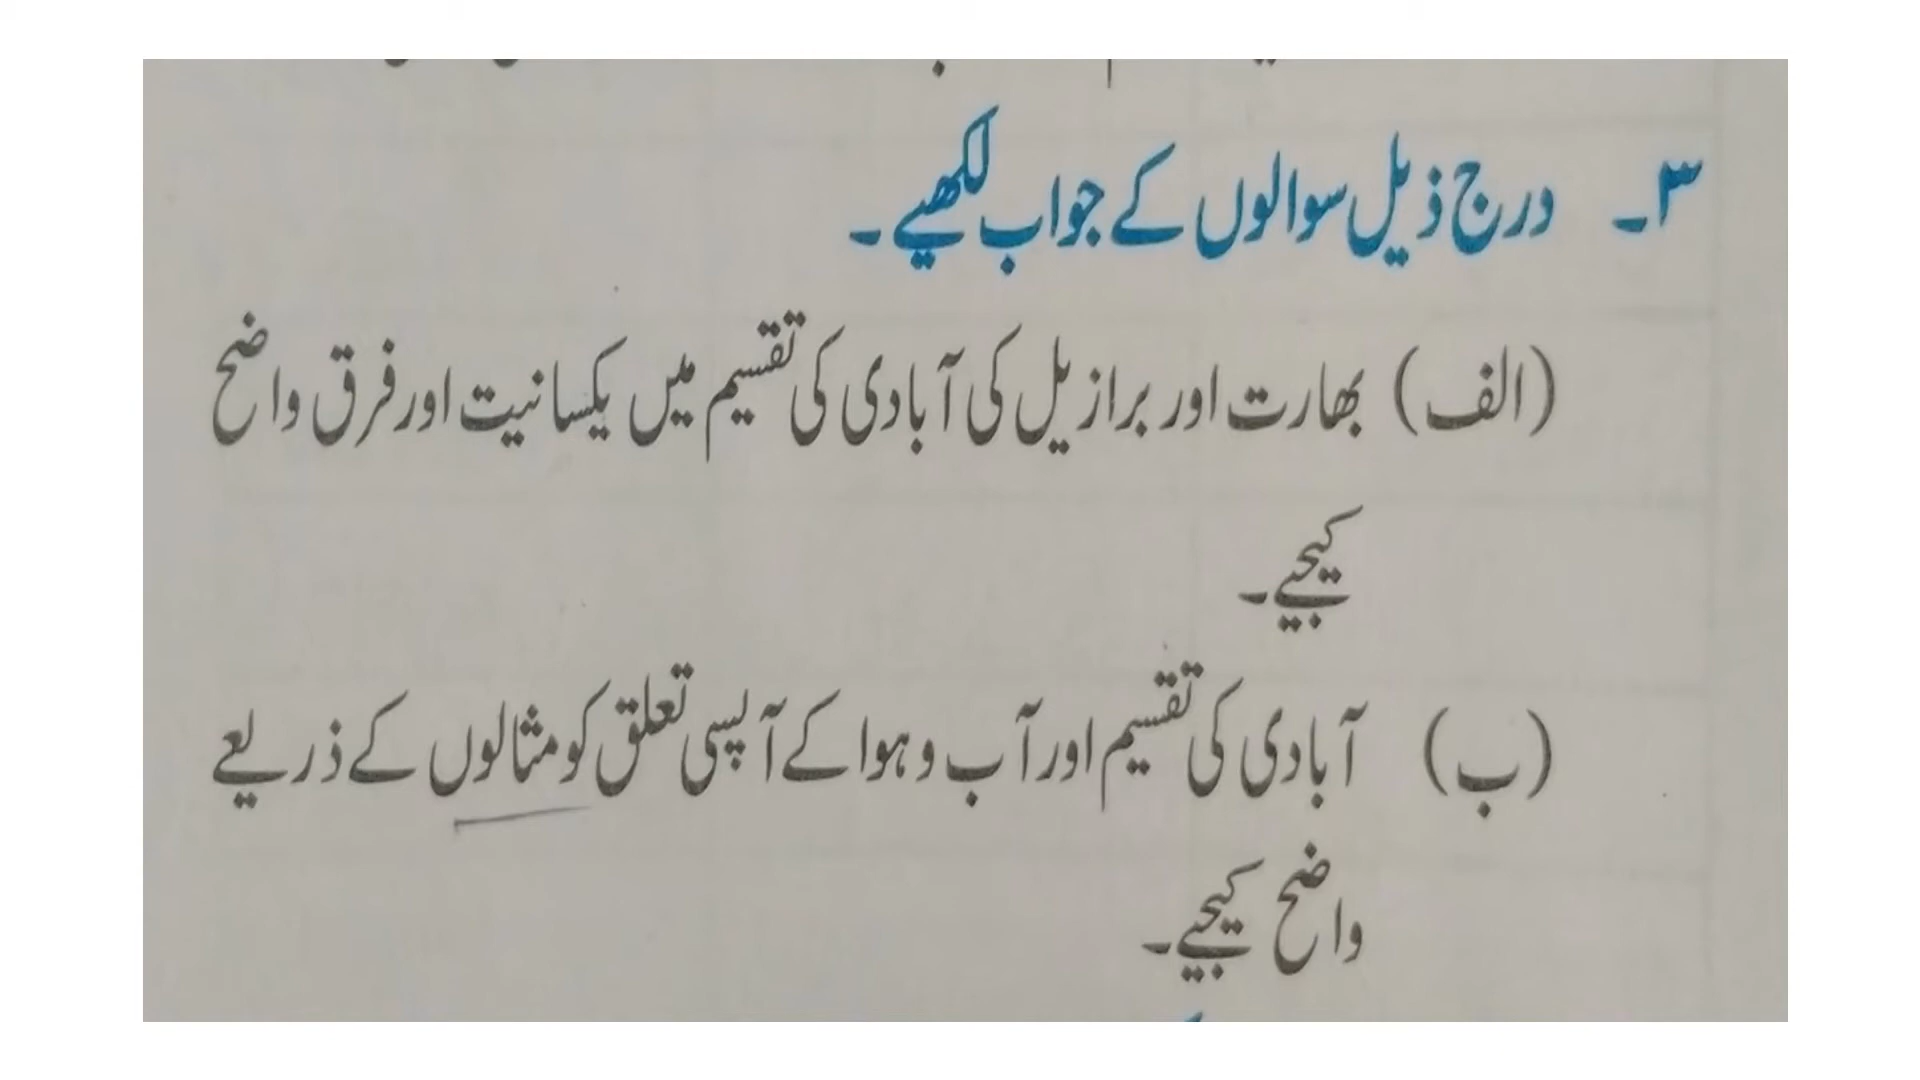 ۳۔ درج ذیل سوالوں کے جواب لکھیے۔
(الف) بھارت اور برازیل کی آبادی کی تقسیم میں یکسانیت اور فرق واضح
کیجیے۔
(ب) آبادی کی تقسیم اور آب و ہوا کے آپسی تعلق کو مثالوں کے ذریعے
واضح کیجیے۔